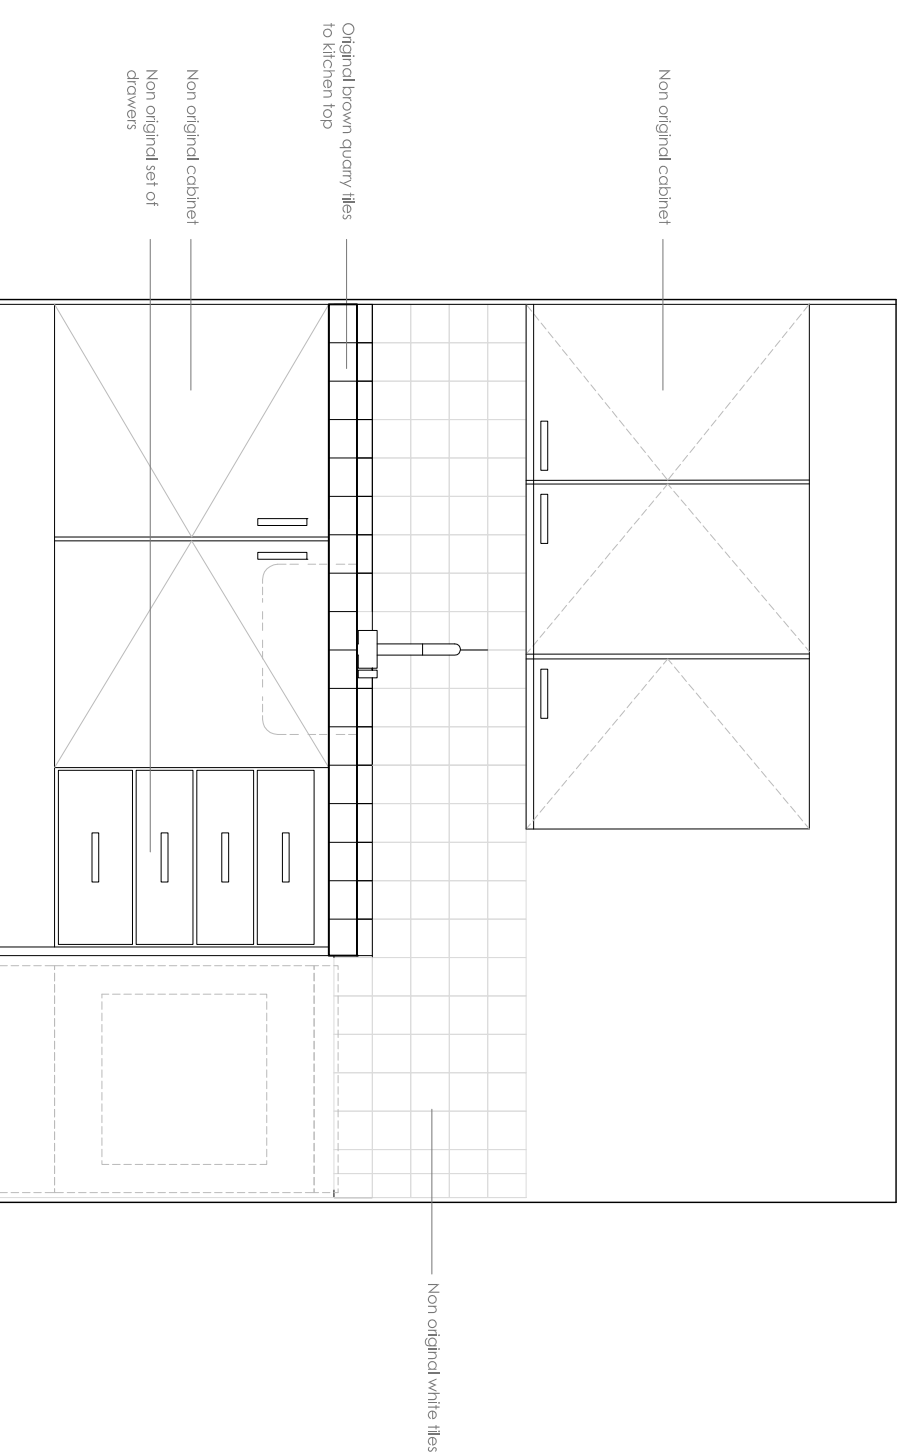 Non original cabinet
Original brown quarry tiles
to kitchen top
Non original cabinet
Non original set of
drawers
Non original white tiles